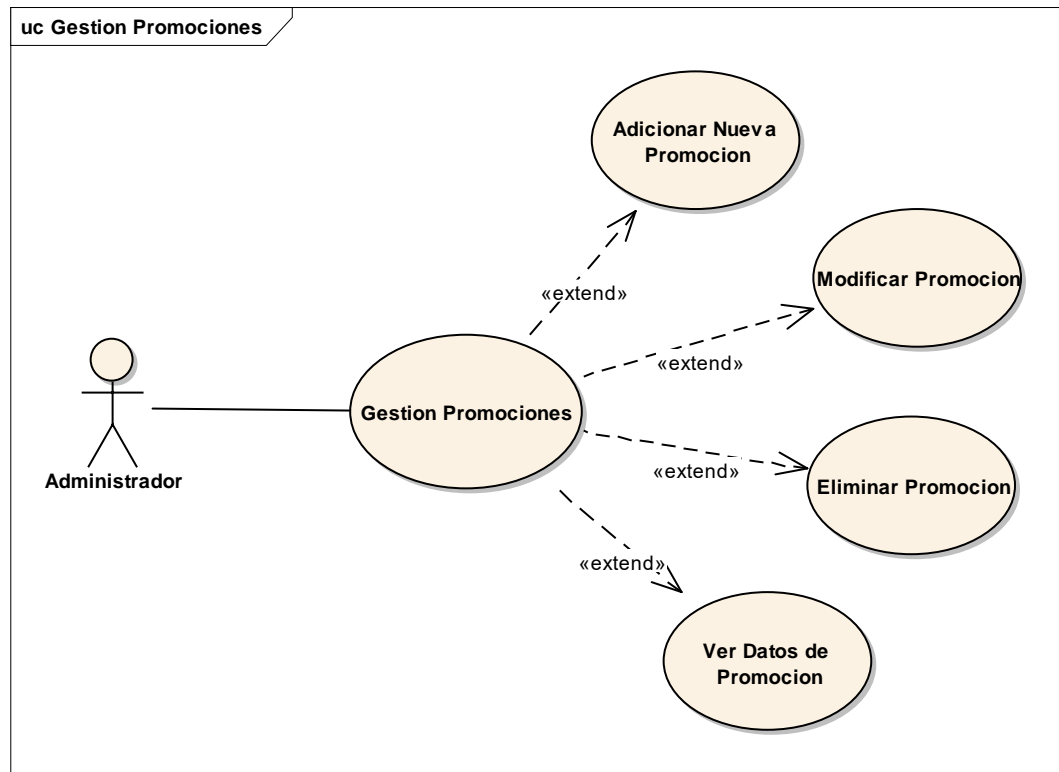 uc Gestion Promociones
Adicionar Nueva
Promocion
Modificar Promocion
«extend»
«extend»
Gestion Promociones
Administrador
«extend»
Eliminar Promocion
«extend»
Ver Datos de
Promocion